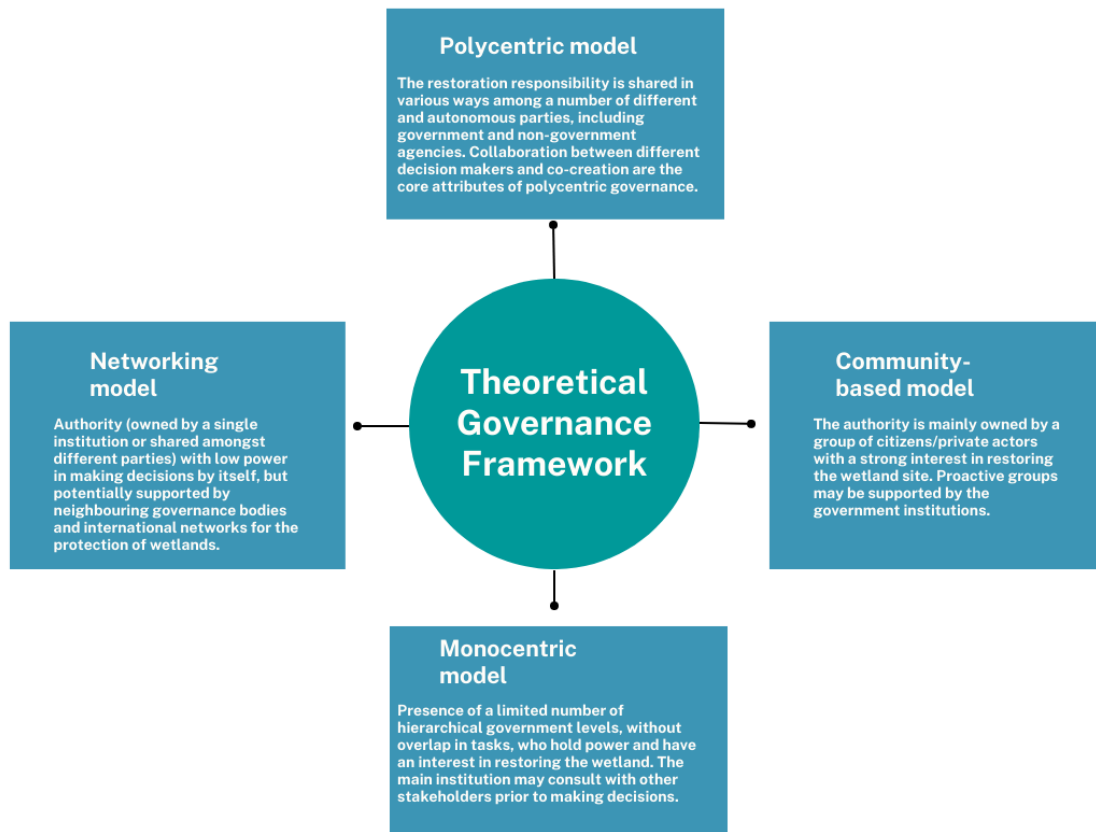 Polycentric model
The restoration responsibility is shared in
various ways among a number of different
and autonomous parties, including
government and non-government
agencies. Collaboration between different
decision makers and co-creation are the
core attributes of polycentric governance.
Networking
model
Authority (owned by a single
institution or shared amongst
different parties) with low power
in making decisions by itself, but
potentially supported by
neighbouring governance bodies
and international networks for the
protection of wetlands.
Theoretical
Governance
Framework
Community-
based model
The authority is mainly owned by a
group of citizens/private actors
with a strong interest in restoring
the wetland site. Proactive groups
may be supported by the
government institutions.
Monocentric
model
Presence of a limited number of
hierarchical government levels, without
overlap in tasks, who hold power and have
an interest in restoring the wetland. The
main institution may consult with other
stakeholders prior to making decisions.